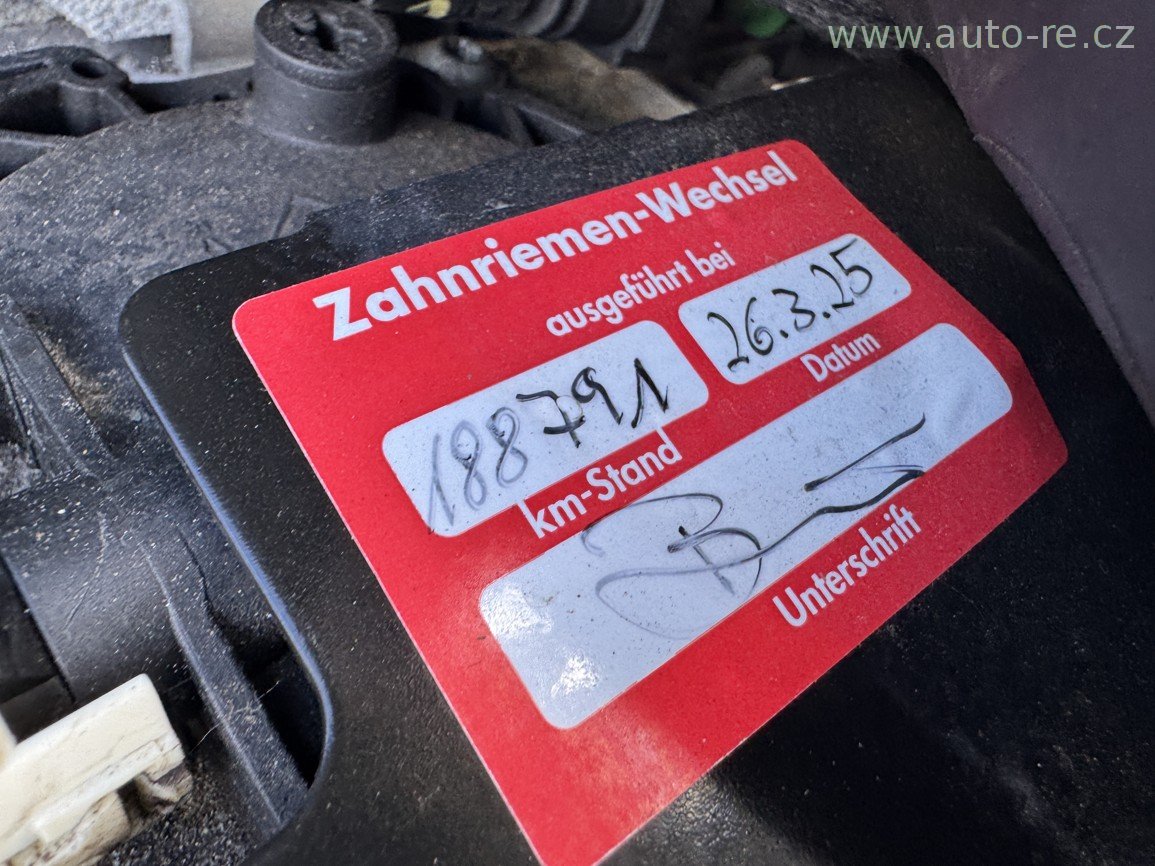 www.auto-re.cz
Zahnriemen-Wechsel
ausgeführt bei
188791
26.3.25
km-Stand
Datum
Unterschrift